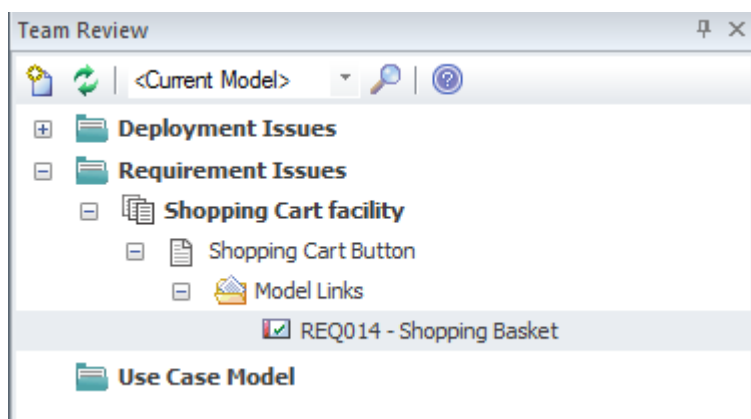 Team Review
<Current Model>
Deployment Issues
Requirement Issues
Shopping Cart facility
Shopping Cart Button
Model Links
REQ014 - Shopping Basket
Use Case Model